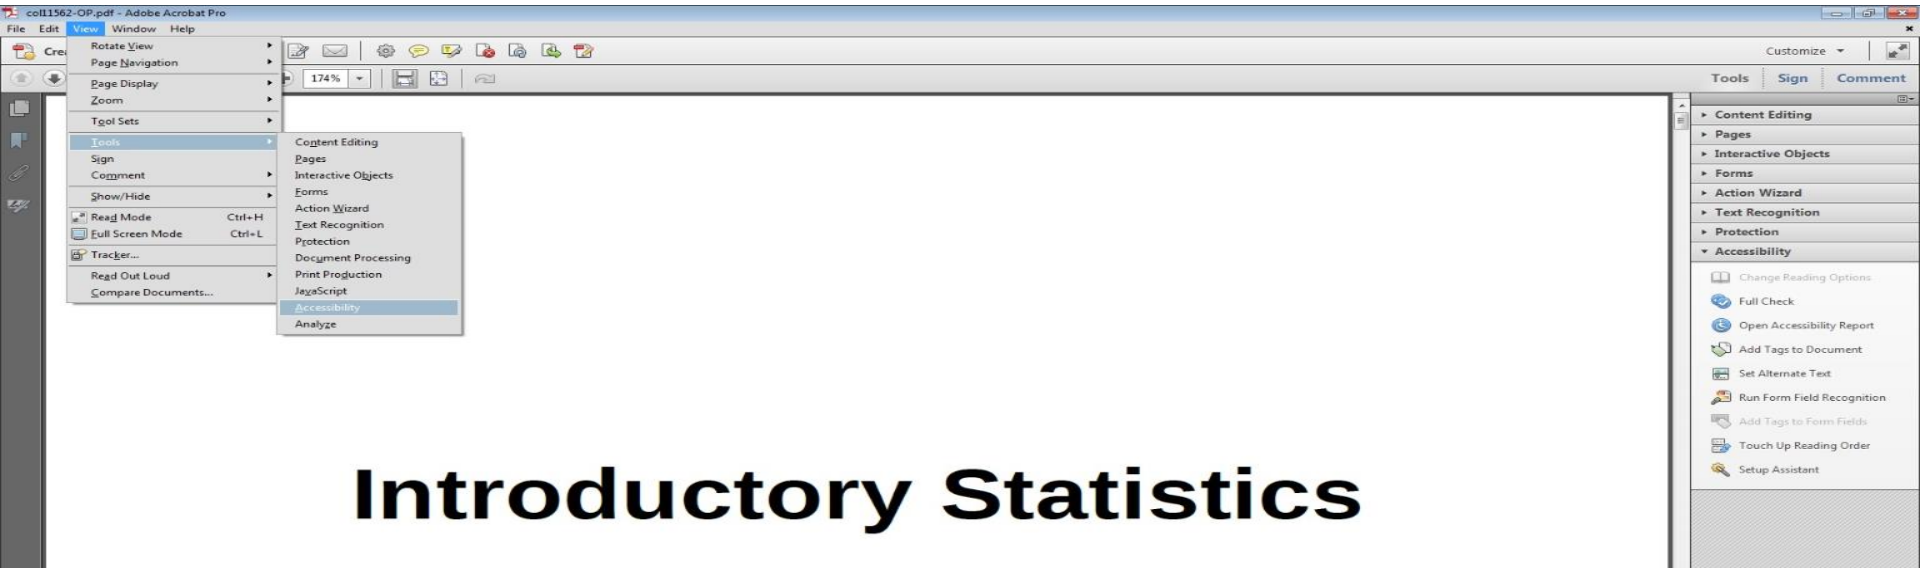 col11562-OP.pdf - Adobe Acrobat Pro
File Edit View Window Help
Customize
174%
Tools Sign Comment
Rotate View
Page Navigation
Page Display
Zoom
Tool Sets
Tools
Sign
Comment
Show/Hide
Read Mode Ctrl+H
Full Screen Mode Ctrl+L
Tracker...
Read Out Loud
Compare Documents...
Content Editing
Pages
Interactive Objects
Forms
Action Wizard
Text Recognition
Protection
Document Processing
Print Production
JavaScript
Accessibility
Analyze
Introductory Statistics
Content Editing
Pages
Interactive Objects
Forms
Action Wizard
Text Recognition
Protection
Accessibility
Change Reading Options
Full Check
Open Accessibility Report
Add Tags to Document
Set Alternate Text
Run Form Field Recognition
Add Tags to Form Fields
Touch Up Reading Order
Setup Assistant